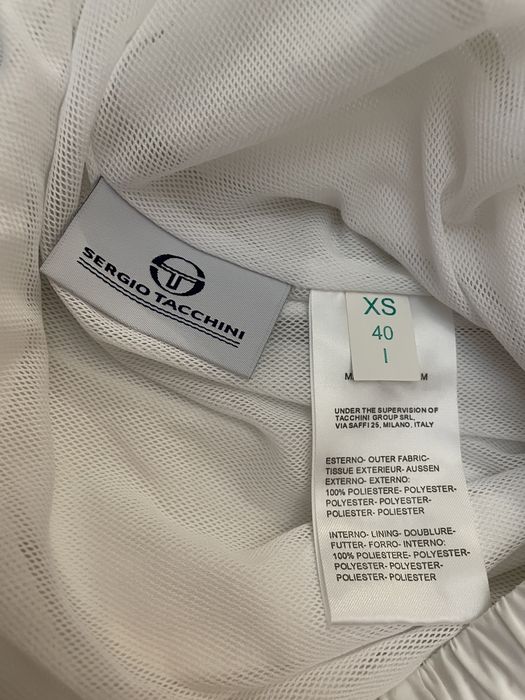 SERGIO TACCHINI
XS
40
I
M M
UNDER THE SUPERVISION OF
TACCHINI GROUP SRL,
VIA SAFFI 25, MILANO, ITALY
ESTERNO- OUTER FABRIC-
TISSUE EXTERIEUR- AUSSEN
EXTERNO- EXTERNO:
100% POLIESTERE- POLYESTER-
POLYESTER- POLYESTER-
POLIESTER- POLIESTER
INTERNO- LINING- DOUBLURE-
FUTTER- FORRO- INTERNO:
100% POLIESTERE- POLYESTER-
POLYESTER- POLYESTER-
POLIESTER- POLIESTER